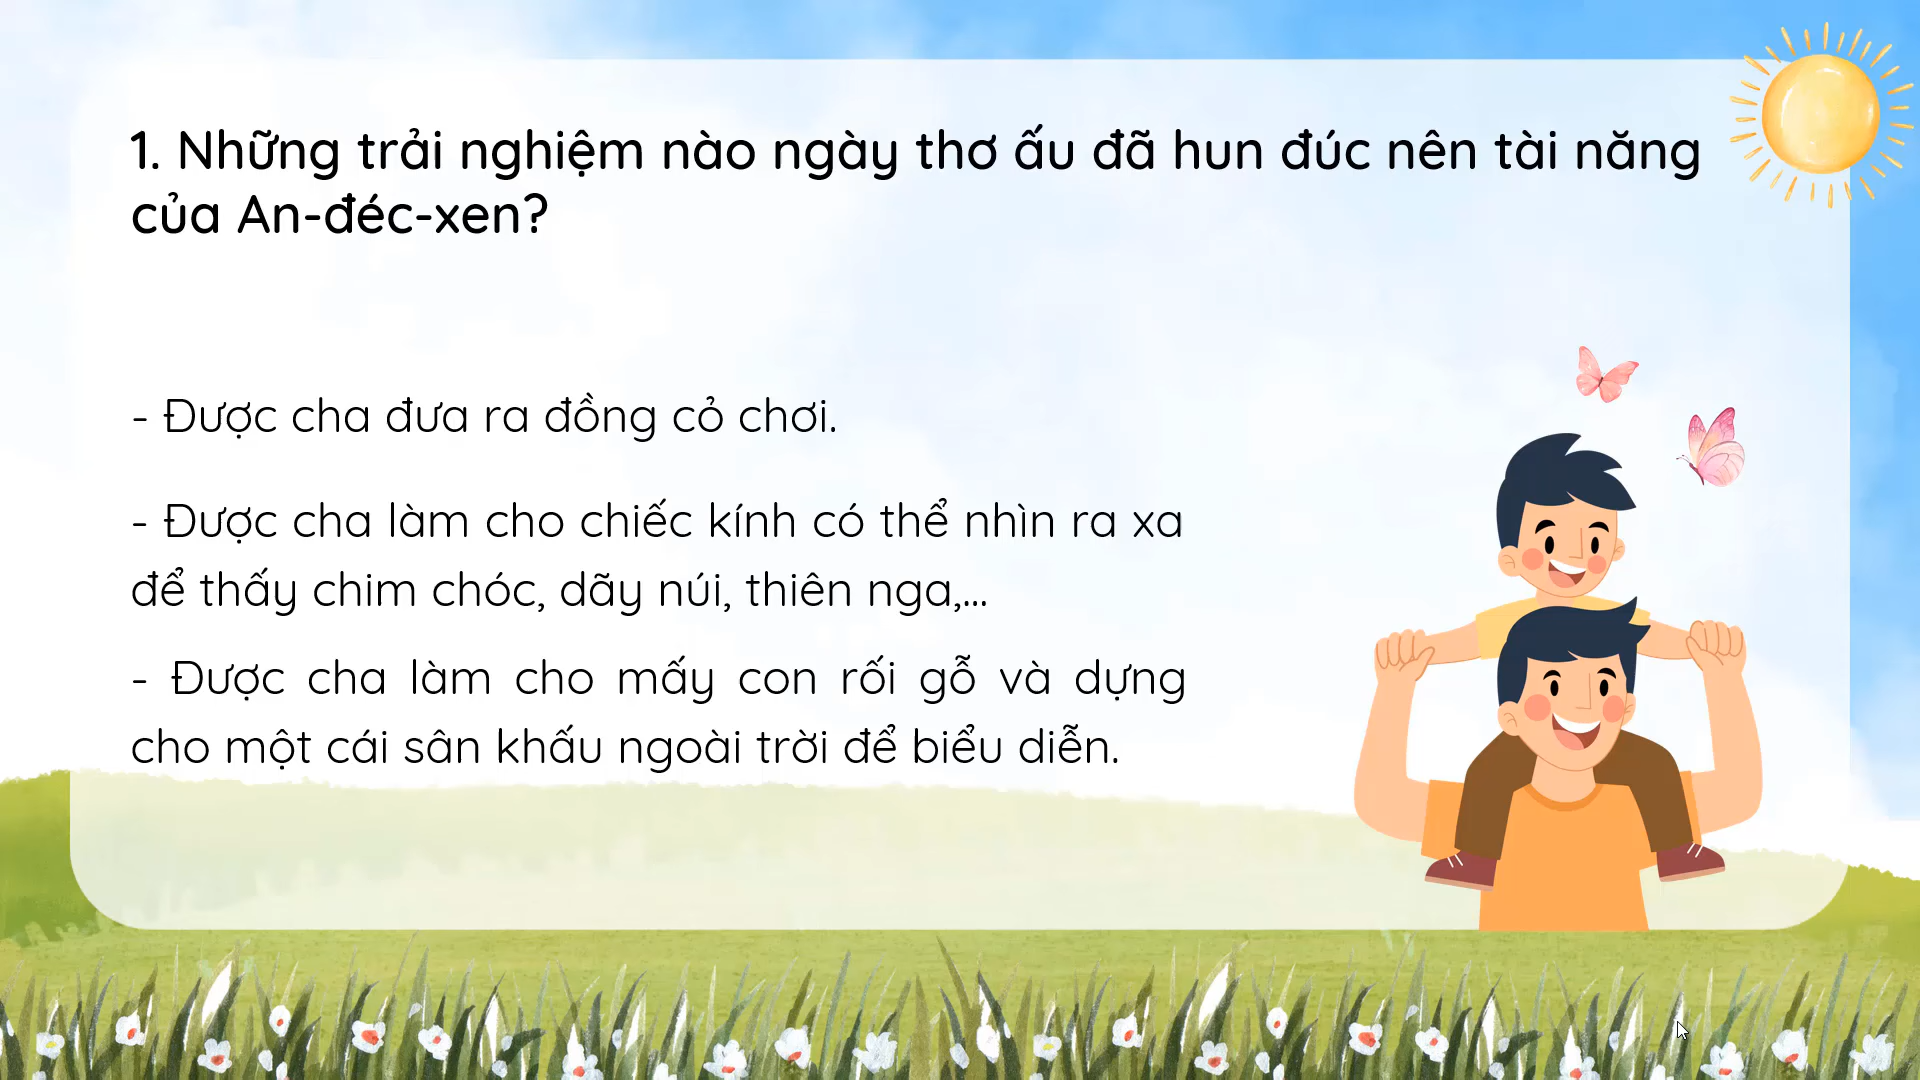 1. Những trải nghiệm nào ngày thơ ấu đã hun đúc nên tài năng
của An-đéc-xen?
- Được cha đưa ra đồng cỏ chơi.
- Được cha làm cho chiếc kính có thể nhìn ra xa
để thấy chim chóc, dãy núi, thiên nga,...
- Được cha làm cho mấy con rối gỗ và dựng
cho một cái sân khấu ngoài trời để biểu diễn.